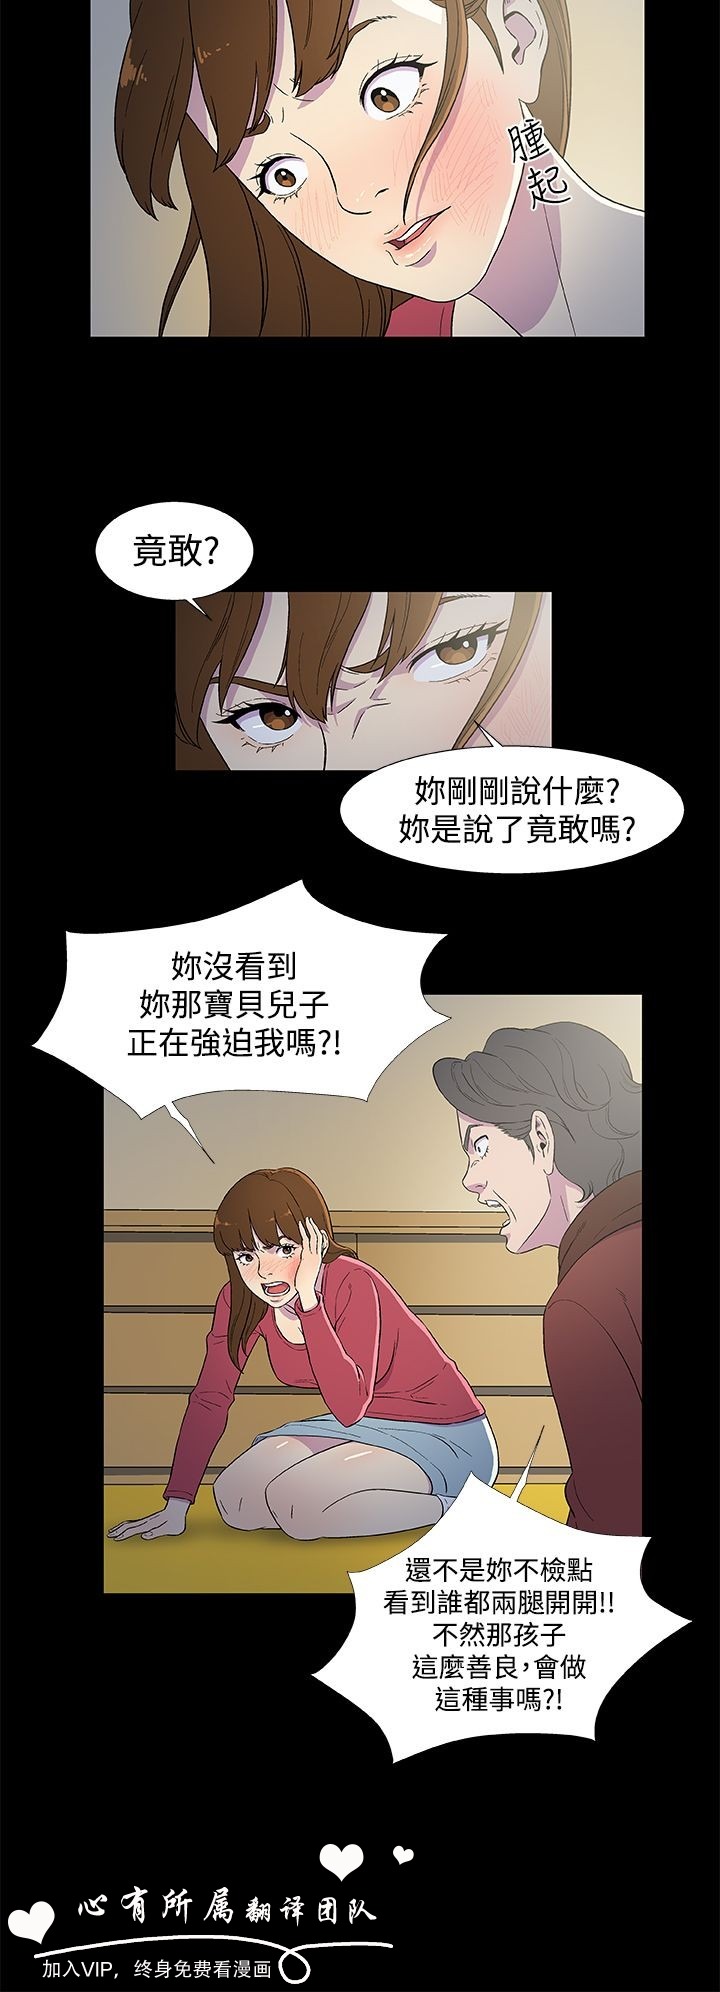 腫起
竟敢?
妳剛剛說什麼?
妳是說了竟敢嗎?
妳沒看到
妳那寶貝兒子
正在強迫我嗎?!
還不是妳不檢點
看到誰都兩腿開開!!
不然那孩子
這麼善良，會做
這種事嗎?!
心有所属翻译团队
加入VIP，终身免费看漫画